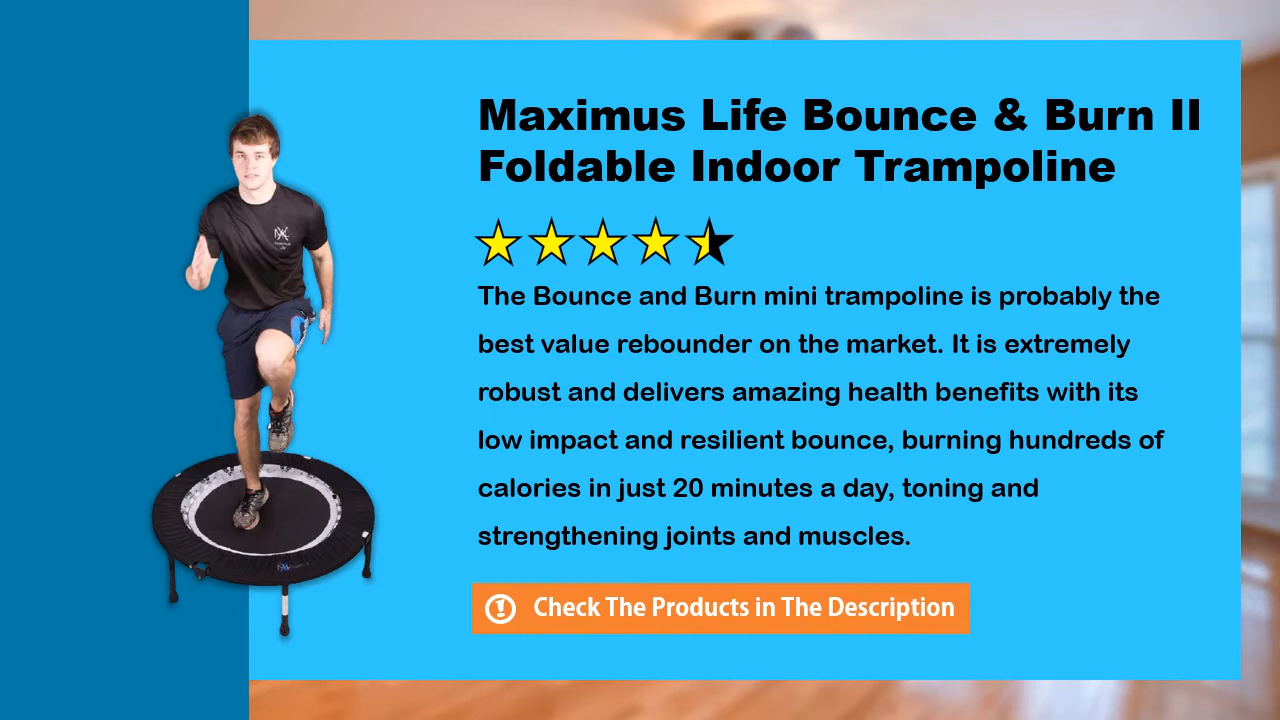 Maximus Life Bounce & Burn II
Foldable Indoor Trampoline
The Bounce and Burn mini trampoline is probably the
best value rebounder on the market. It is extremely
robust and delivers amazing health benefits with its
low impact and resilient bounce, burning hundreds of
calories in just 20 minutes a day, toning and
strengthening joints and muscles.
Check The Products in The Description